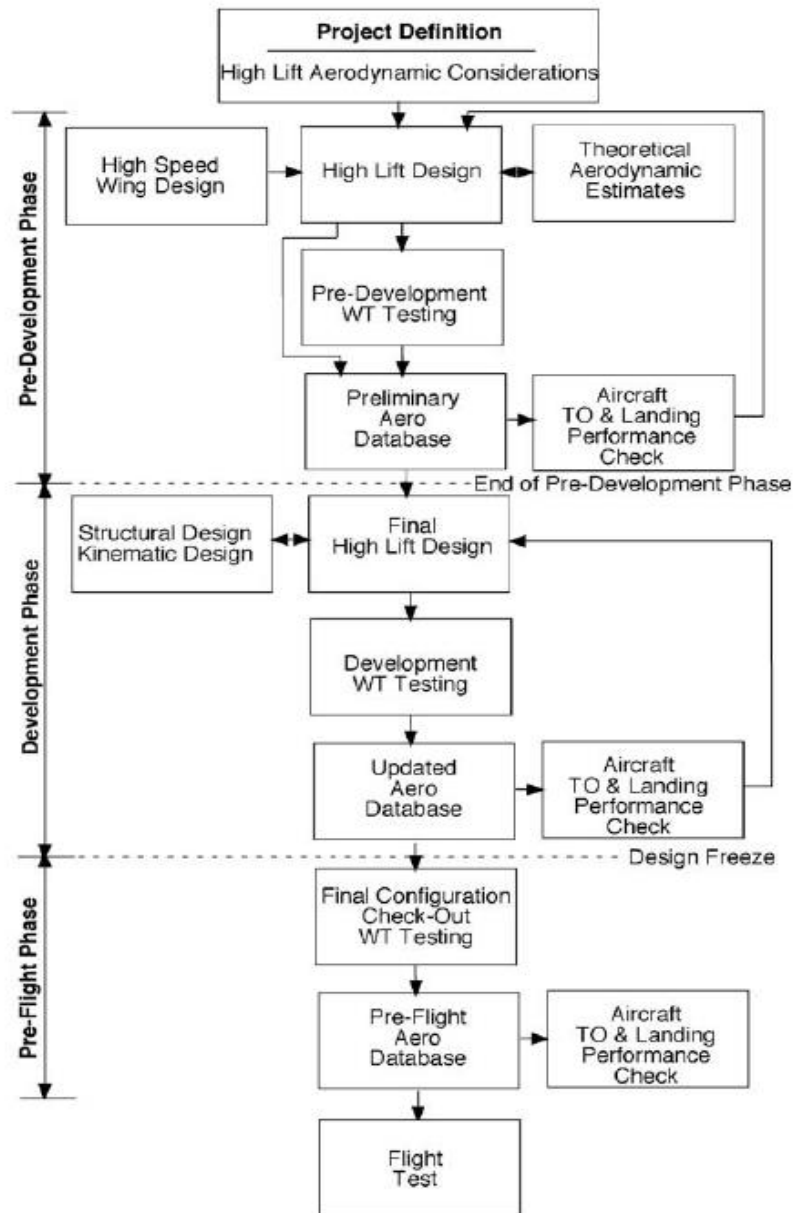 Project Definition
High Lift Aerodynamic Considerations
Pre-Development Phase
High Speed
Wing Design
High Lift Design
Theoretical
Aerodynamic
Estimates
Pre-Development
WT Testing
Preliminary
Aero
Database
Aircraft
TO & Landing
Performance
Check
End of Pre-Development Phase
Development Phase
Structural Design
Kinematic Design
Final
High Lift Design
Development
WT Testing
Updated
Aero
Database
Aircraft
TO & Landing
Performance
Check
Design Freeze
Pre-Flight Phase
Final Configuration
Check-Out
WT Testing
Pre-Flight
Aero
Database
Aircraft
TO & Landing
Performance
Check
Flight
Test